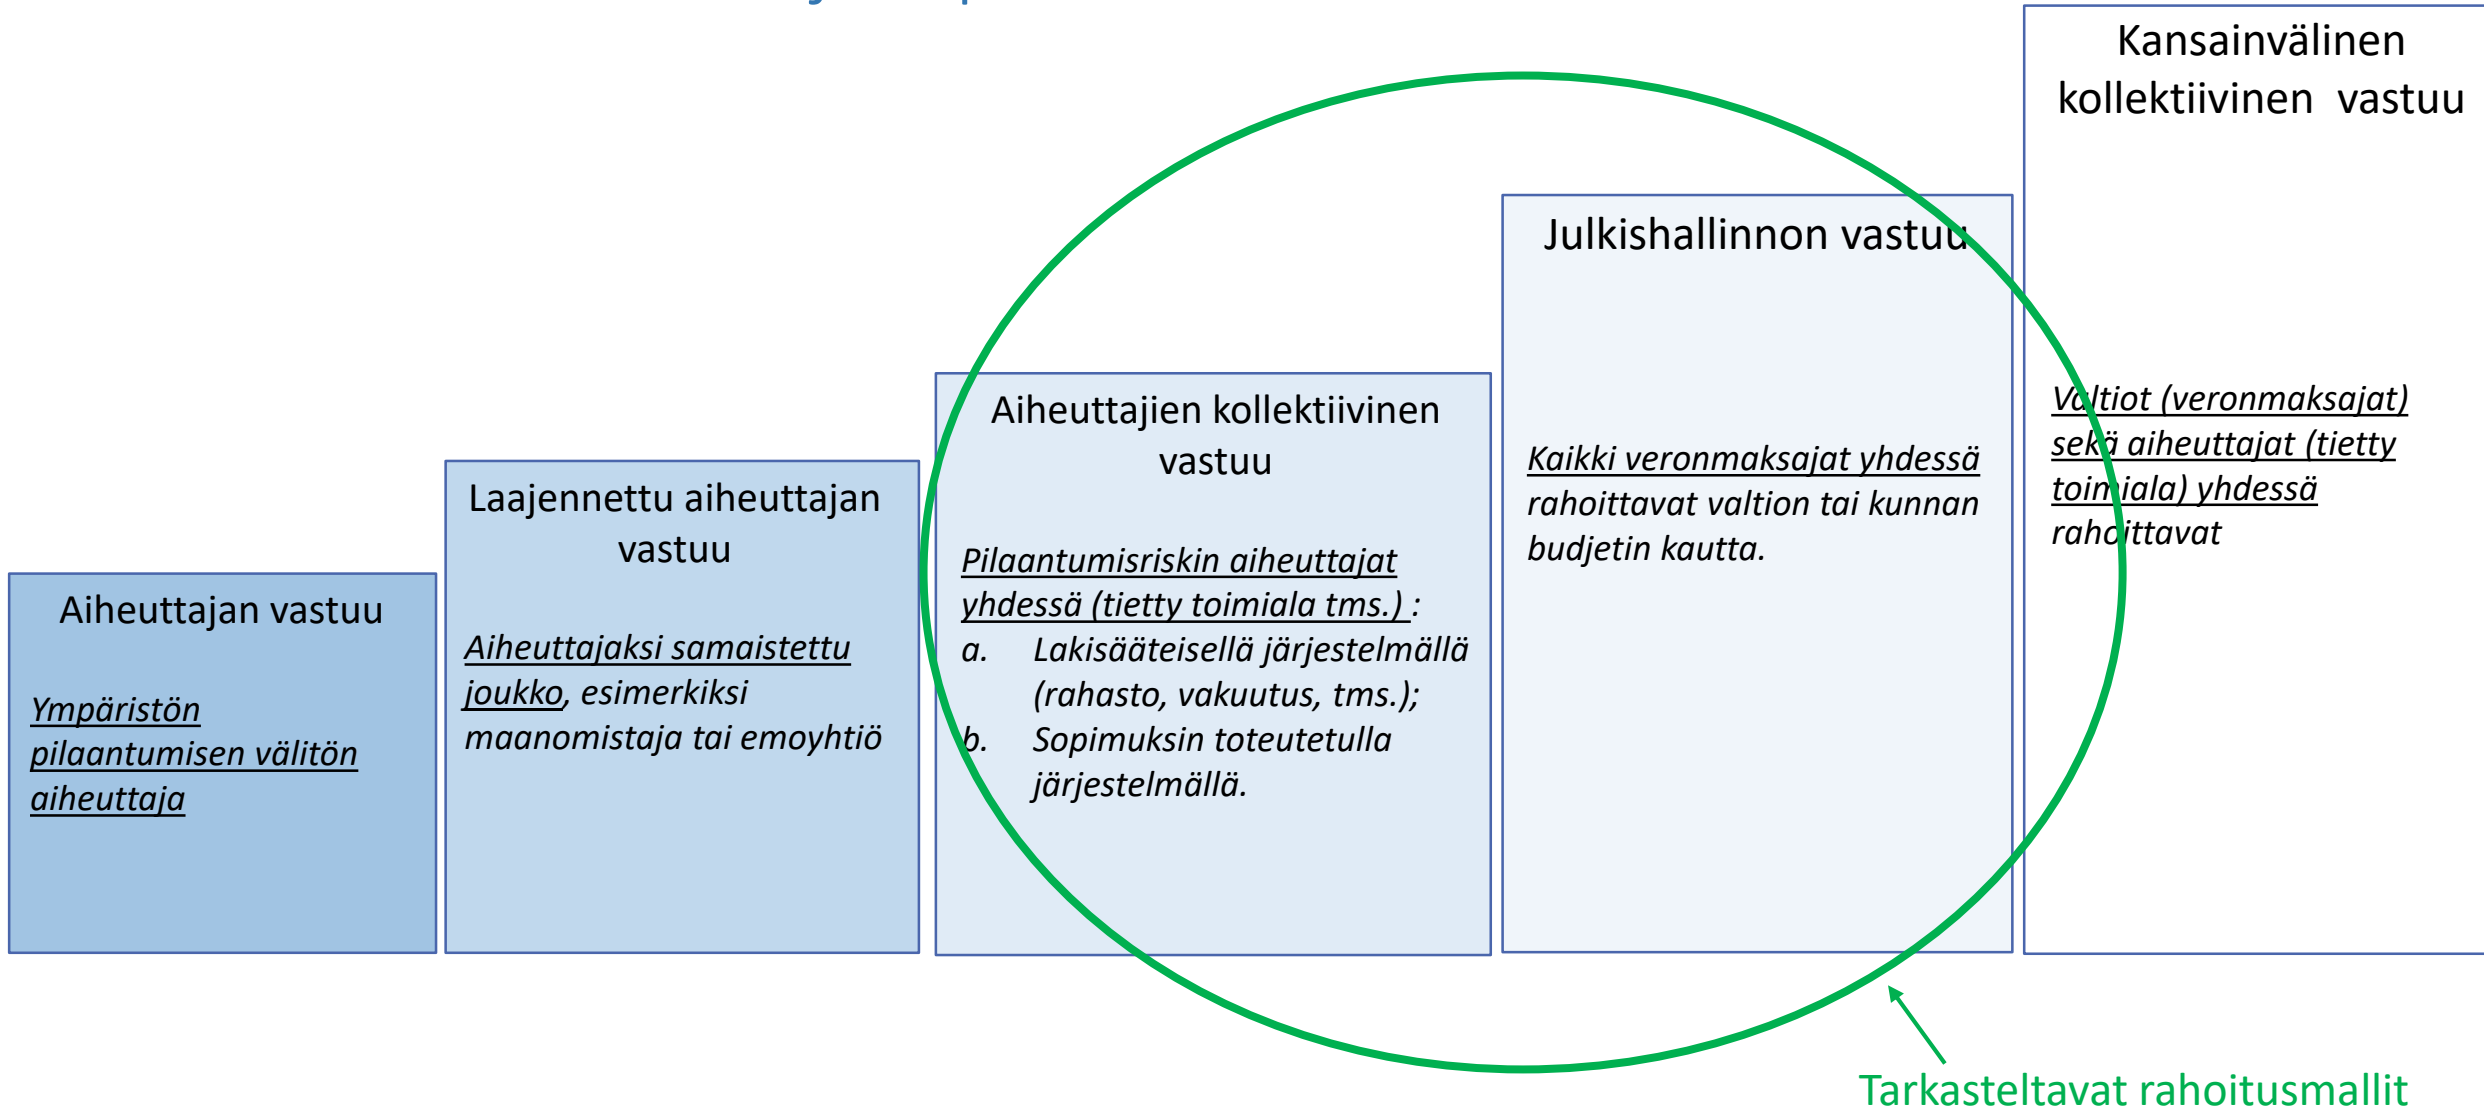 Kansainvälinen
kollektiivinen vastuu
Valtiot (veronmaksajat)
sekä aiheuttajat (tietty
toimiala) yhdessä
rahoittavat
Julkishallinnon vastuu
Kaikki veronmaksajat yhdessä
rahoittavat valtion tai kunnan
budjetin kautta.
Aiheuttajien kollektiivinen
vastuu
Pilaantumisriskin aiheuttajat
yhdessä (tietty toimiala tms.) :
a. Lakisääteisellä järjestelmällä
(rahasto, vakuutus, tms.);
b. Sopimuksin toteutetulla
järjestelmällä.
Laajennettu aiheuttajan
vastuu
Aiheuttajaksi samaistettu
joukko, esimerkiksi
maanomistaja tai emoyhtiö
Aiheuttajan vastuu
Ympäristön
pilaantumisen välitön
aiheuttaja
Tarkasteltavat rahoitusmallit